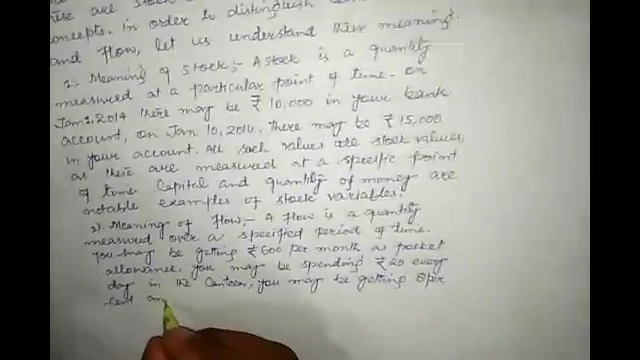 are stock
concepts. In order to distinguish
and flow, let us understand their meaning.
1. Meaning of Stock;- A stock is a quantity
measured at a particular point of time. On
Jan 1, 2014 There may be ₹ 10,000 in your bank
account, on Jan 10, 2014. There may be ₹ 15,000
in your account. All such values are stock values,
as these are measured at a specific point
of time. Capital and quantity of money are
notable examples of stock variables.
2). Meaning of flow;- A flow is a quantity
measured over a specified period of time.
You may be getting ₹600 per month as pocket
allowance, you may be spending ₹20 every
day in the Canteen, you may be getting 8 per
-cent an